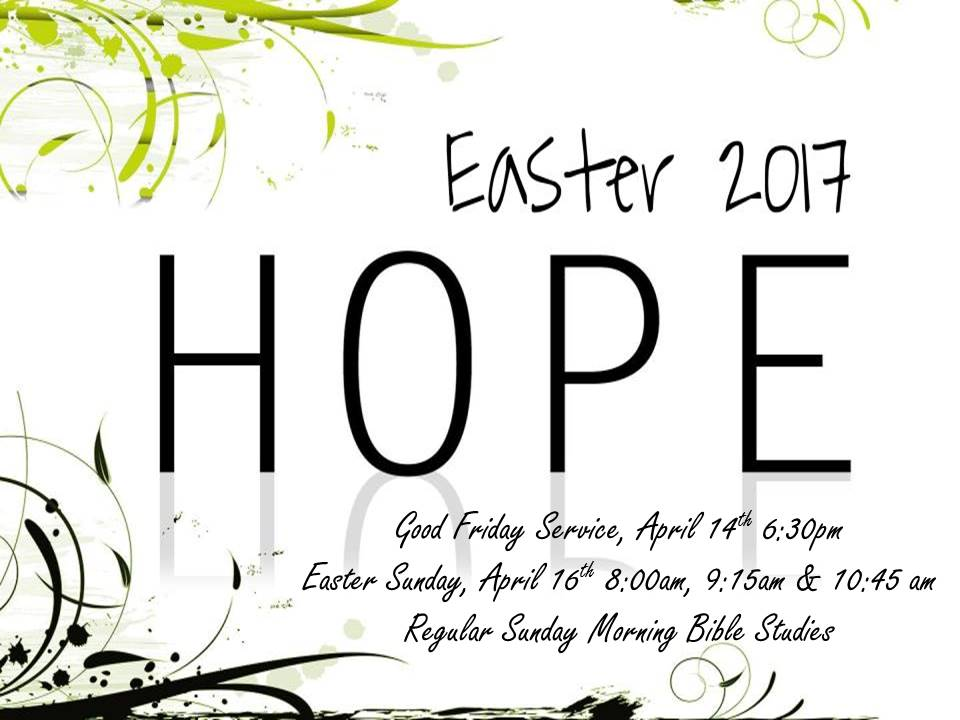 Easter 2017
HOPE
Good Friday Service, April 14th 6:30pm
Easter Sunday, April 16th 8:00am, 9:15am & 10:45 am
Regular Sunday Morning Bible Studies